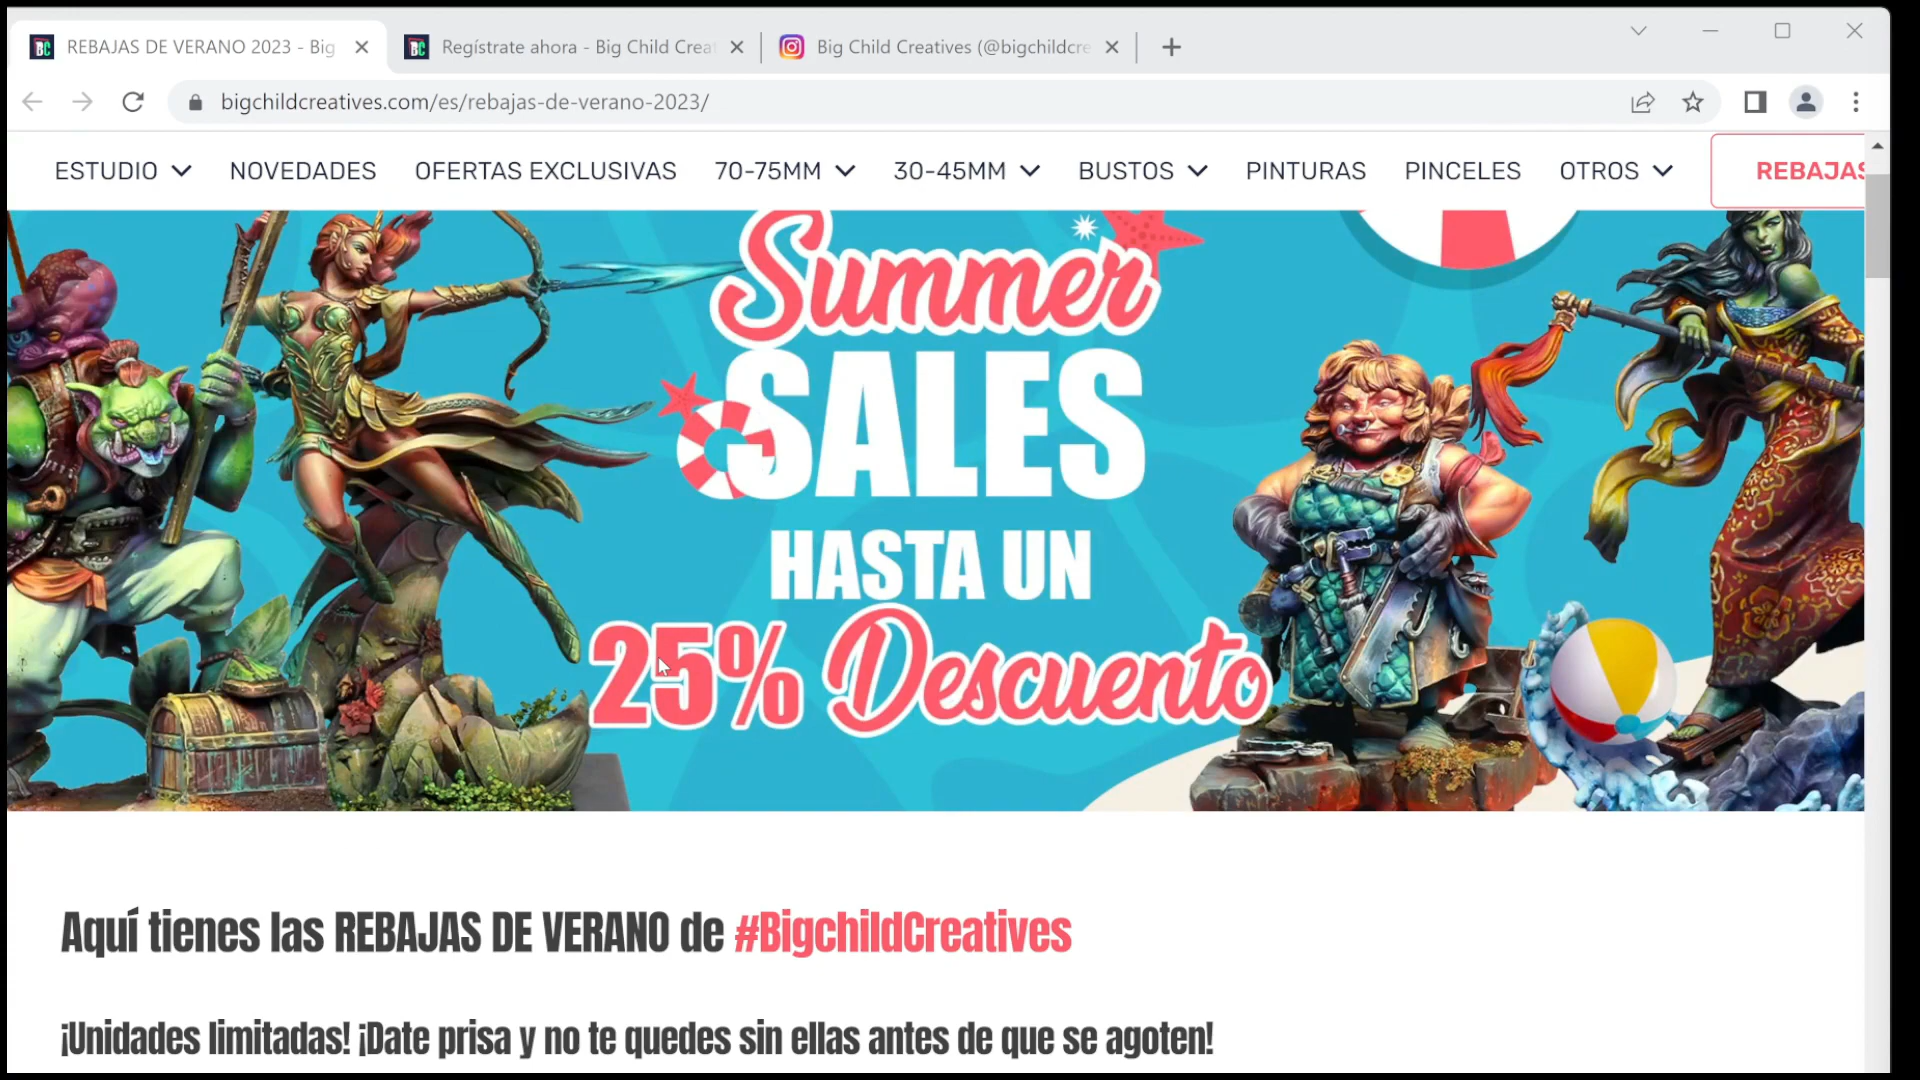 REBAJAS DE VERANO 2023 - Big
Regístrate ahora - Big Child Creat
Big Child Creatives (@bigchildcre
bigchildcreatives.com/es/rebajas-de-verano-2023/
ESTUDIO
NOVEDADES
OFERTAS EXCLUSIVAS
70-75MM
30-45MM
BUSTOS
PINTURAS
PINCELES
OTROS
REBAJAS
Summer
SALES
HASTA UN
25% Descuento
Aquí tienes las REBAJAS DE VERANO de #BigchildCreatives
¡Unidades limitadas! ¡Date prisa y no te quedes sin ellas antes de que se agoten!